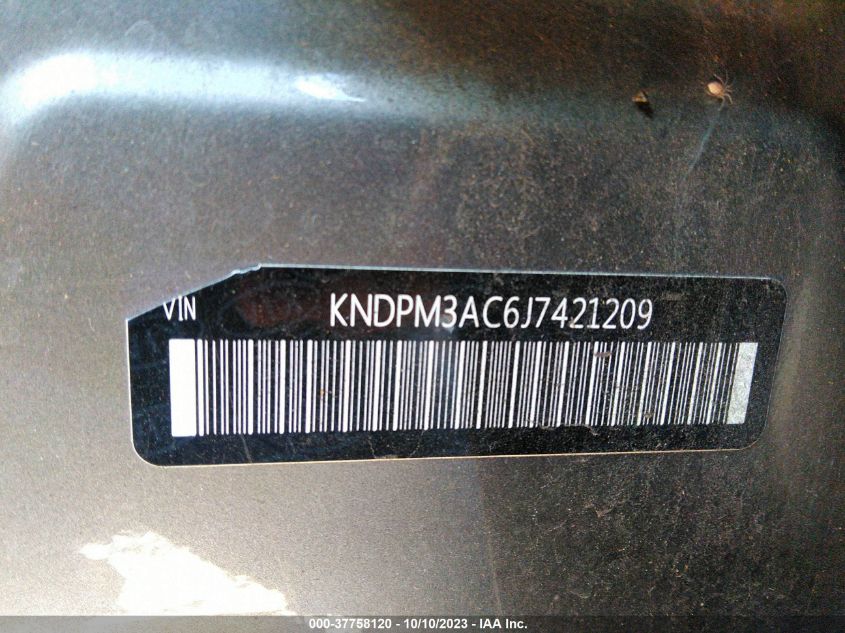 VIN
KNDPM3AC6J7421209
000-37758120 - 10/10/2023 - IAA Inc.